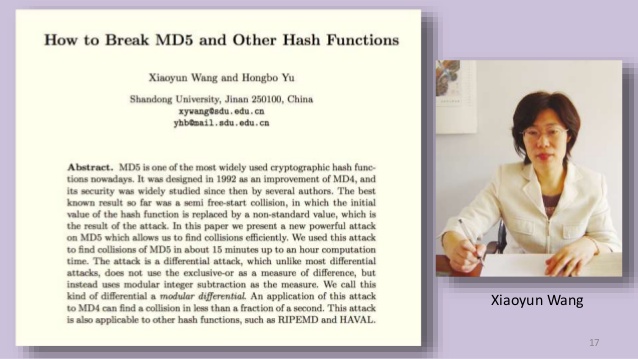 How to Break MD5 and Other Hash Functions
Xiaoyun Wang and Hongbo Yu
Shandong University, Jinan 250100, China
xywang@sdu.edu.cn
yhb@mail.sdu.edu.cn
Abstract. MD5 is one of the most widely used cryptographic hash func-
tions nowadays. It was designed in 1992 as an improvement of MD4, and
its security was widely studied since then by several authors. The best
known result so far was a semi free-start collision, in which the initial
value of the hash function is replaced by a non-standard value, which is
the result of the attack. In this paper we present a new powerful attack
on MD5 which allows us to find collisions efficiently. We used this attack
to find collisions of MD5 in about 15 minutes up to an hour computation
time. The attack is a differential attack, which unlike most differential
attacks, does not use the exclusive-or as a measure of difference, but
instead uses modular integer subtraction as the measure. We call this
kind of differential a modular differential. An application of this attack
to MD4 can find a collision in less than a fraction of a second. This attack
is also applicable to other hash functions, such as RIPEMD and HAVAL.
Xiaoyun Wang
17